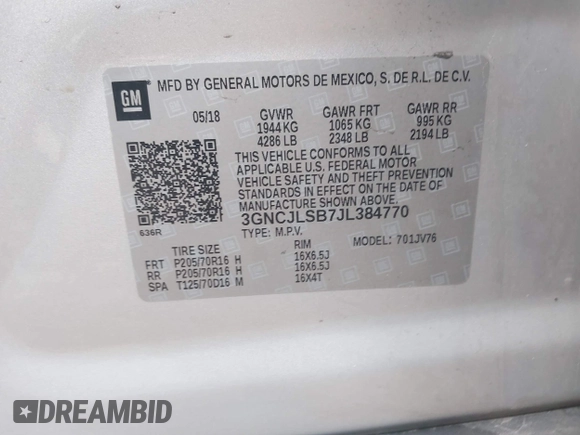 GM
MFD BY GENERAL MOTORS DE MEXICO, S. DE R.L. DE C.V.
05/18 GVWR GAWR FRT GAWR RR
1944 KG 1065 KG 995 KG
4286 LB 2348 LB 2194 LB
THIS VEHICLE CONFORMS TO ALL
APPLICABLE U.S. FEDERAL MOTOR
VEHICLE SAFETY AND THEFT PREVENTION
STANDARDS IN EFFECT ON THE DATE OF
MANUFACTURE SHOWN ABOVE.
3GNCJLSB7JL384770
636R
TYPE: M.P.V. MODEL: 701JV76
TIRE SIZE RIM
FRT P205/70R16 H 16X6.5J
RR P205/70R16 H 16X6.5J
SPA T125/70D16 M 16X4T
DREAMBID